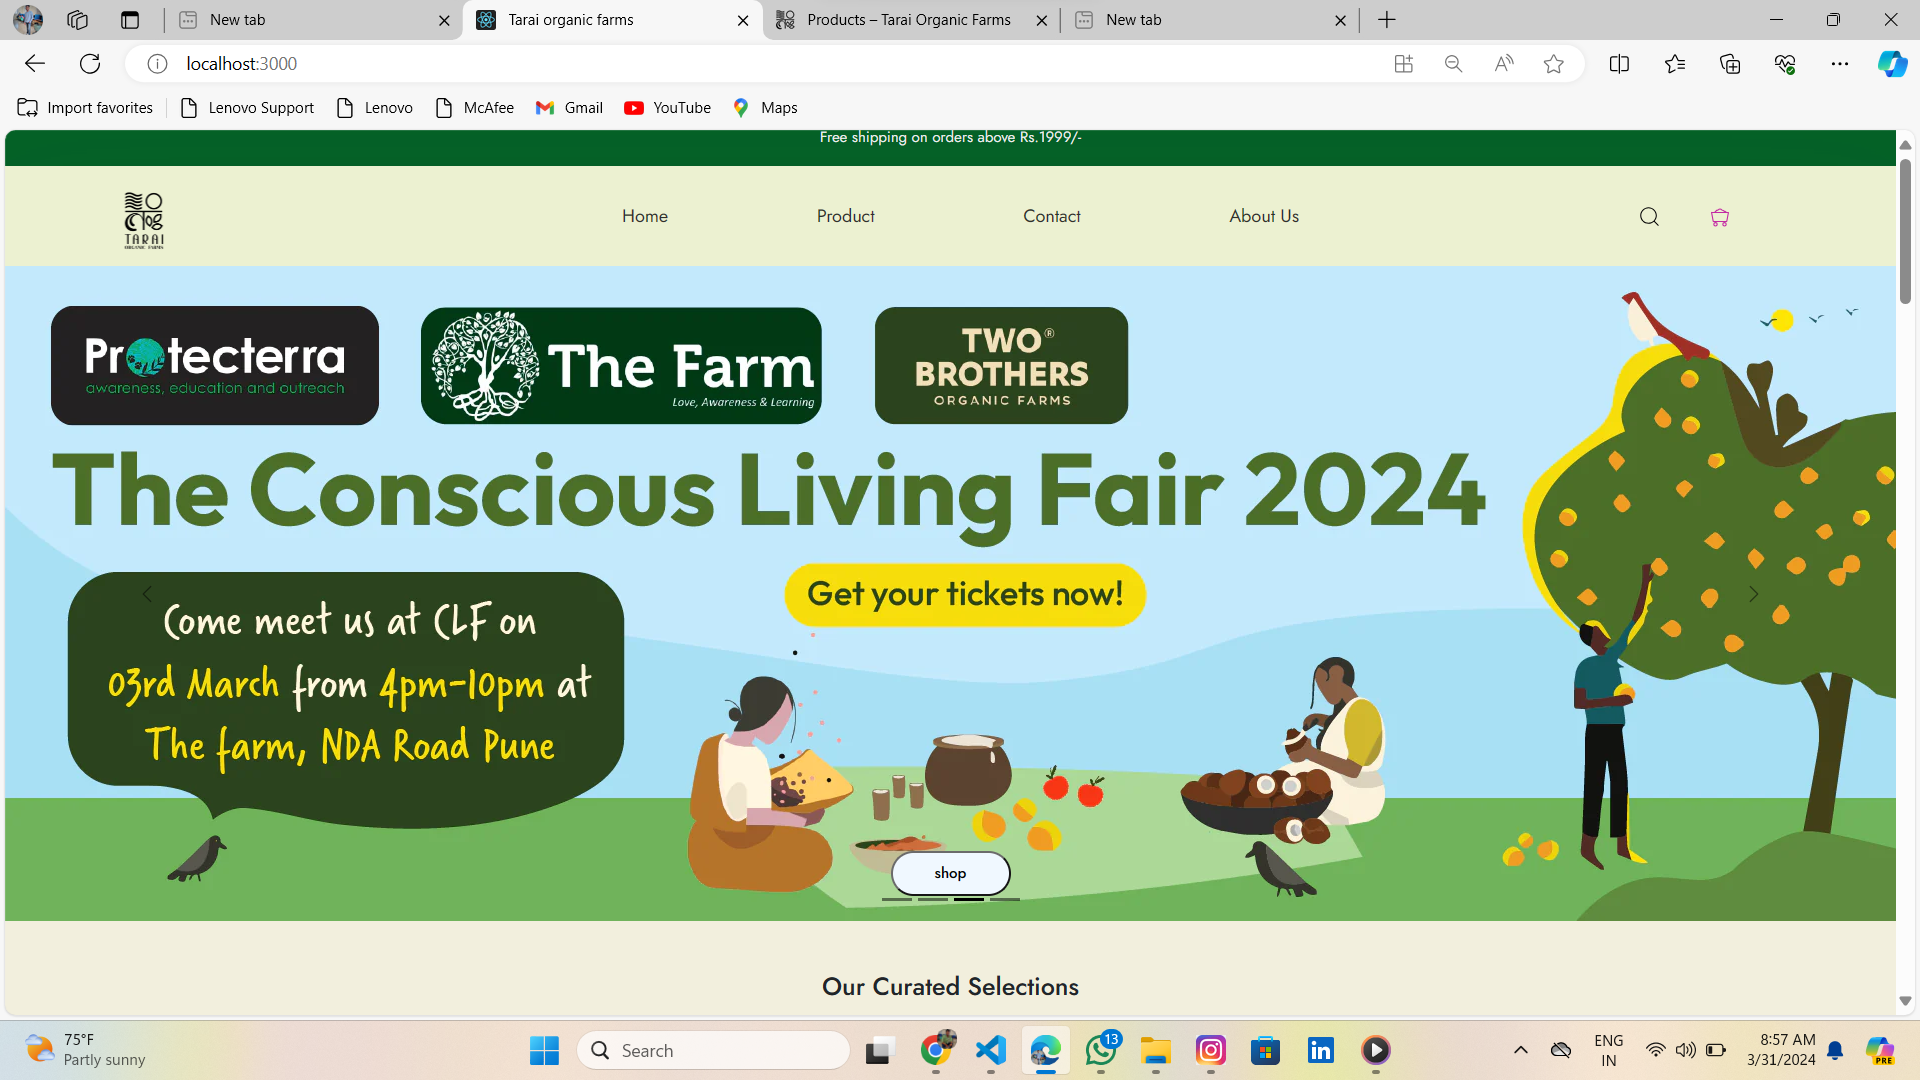 New tab
Tarai organic farms
Products – Tarai Organic Farms
New tab
localhost:3000
Import favorites
Lenovo Support
Lenovo
McAfee
Gmail
YouTube
Maps
Free shipping on orders above Rs.1999/-
TARAI
ORGANIC FARMS
Home
Product
Contact
About Us
Protecterra
awareness, education and outreach
The Farm
Love, Awareness & Learning
TWO®
BROTHERS
ORGANIC FARMS
The Conscious Living Fair 2024
Get your tickets now!
Come meet us at CLF on
03rd March from 4pm-10pm at
The farm, NDA Road Pune
shop
Our Curated Selections
75°F
Partly sunny
Search
13
ENG
IN
8:57 AM
3/31/2024
PRE